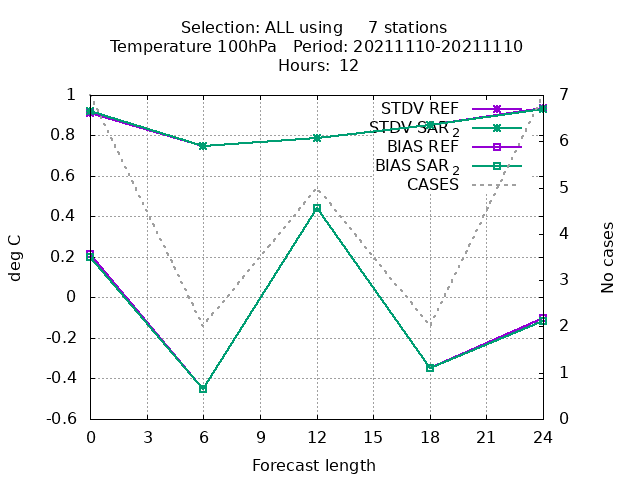 Selection: ALL using     7 stations
Temperature 100hPa   Period: 20211110-20211110
Hours:  12
1
0.8
0.6
0.4
0.2
0
-0.2
-0.4
-0.6
7
6
5
4
3
2
1
0
STDV REF
STDV SAR2
BIAS REF
BIAS SAR2
CASES
deg C
No cases
0 3 6 9 12 15 18 21 24
Forecast length